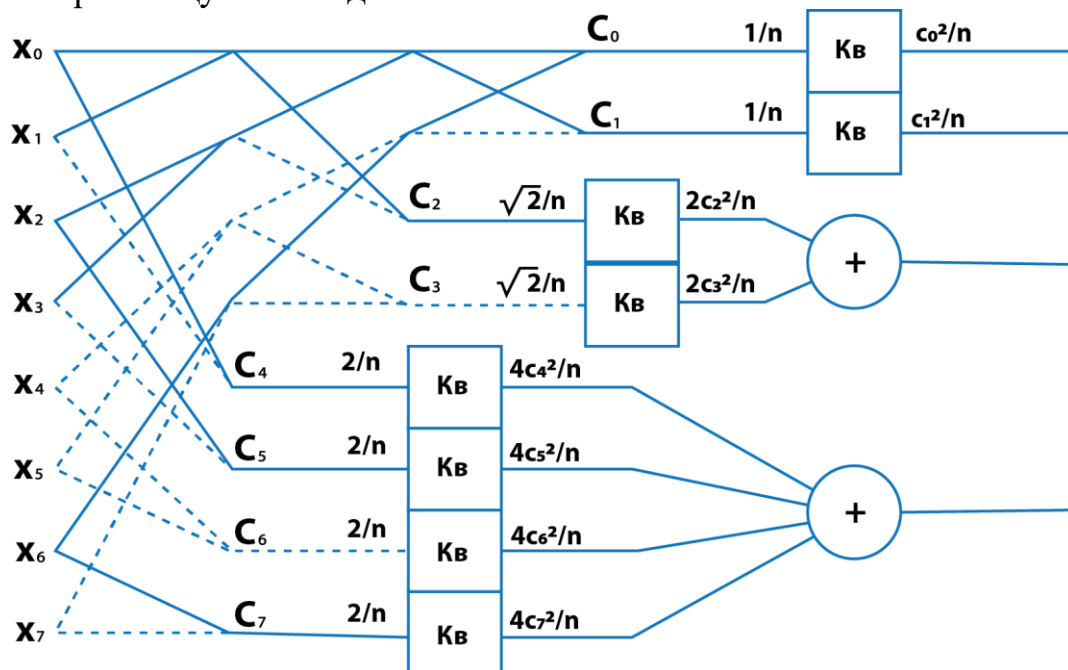 x₀ C₀ 1/n Кв c₀²/n
x₁ C₁ 1/n Кв c₁²/n
x₂ C₂ √2/n Кв 2c₂²/n
+
x₃ C₃ √2/n Кв 2c₃²/n
x₄ C₄ 2/n Кв 4c₄²/n
x₅ C₅ 2/n Кв 4c₅²/n
+
x₆ C₆ 2/n Кв 4c₆²/n
x₇ C₇ 2/n Кв 4c₇²/n